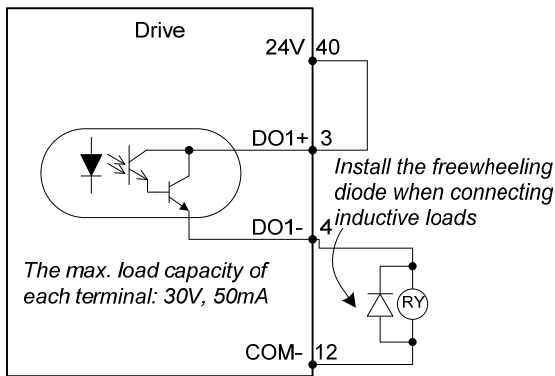 Drive
24V 40
DO1+ 3
Install the freewheeling
diode when connecting
inductive loads
DO1- 4
The max. load capacity of
each terminal: 30V, 50mA
RY
COM- 12